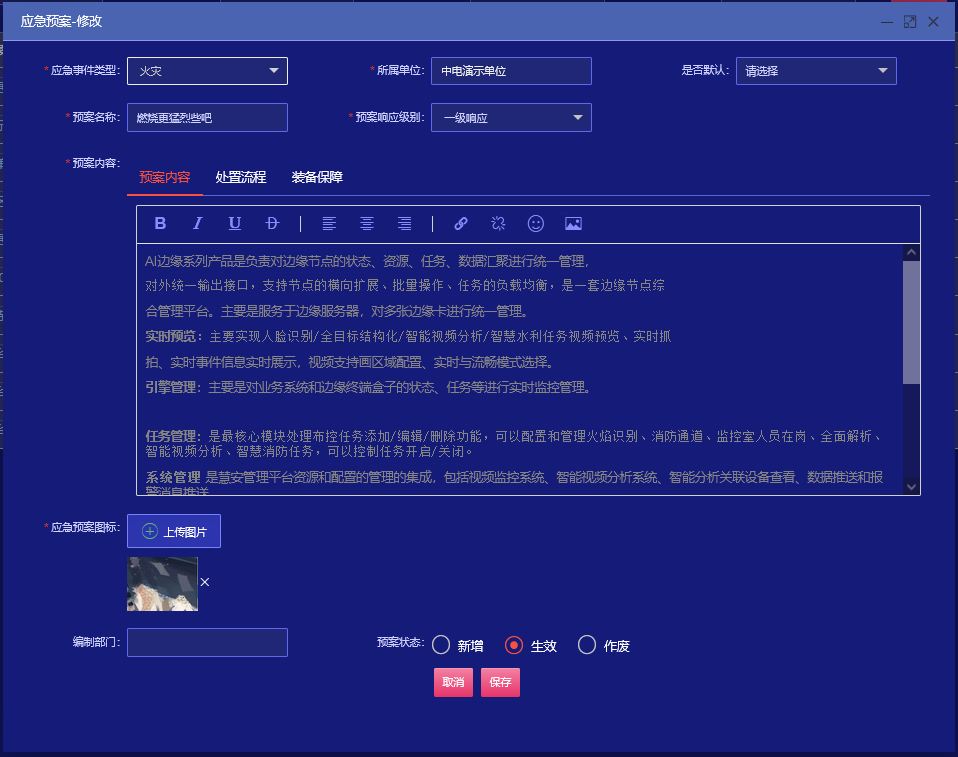 应急预案-修改
*应急事件类型: 火灾 *所属单位: 中电演示单位 是否默认: 请选择
*预案名称: 燃烧更猛烈些吧 *预案响应级别: 一级响应
*预案内容:
预案内容 处置流程 装备保障
B I U D
AI边缘系列产品是负责对边缘节点的状态、资源、任务、数据汇聚进行统一管理，
对外统一输出接口，支持节点的横向扩展、批量操作、任务的负载均衡，是一套边缘节点综
合管理平台。主要是服务于边缘服务器，对多张边缘卡进行统一管理。
实时预览：主要实现人脸识别/全目标结构化/智能视频分析/智慧水利任务视频预览、实时抓
拍、实时事件信息实时展示，视频支持画区域配置、实时与流畅模式选择。
引擎管理：主要是对业务系统和边缘终端盒子的状态、任务等进行实时监控管理。
任务管理：是最核心模块处理布控任务添加/编辑/删除功能，可以配置和管理火焰识别、消防通道、监控室人员在岗、全面解析、
智能视频分析、智慧消防任务，可以控制任务开启/关闭。
系统管理 是慧安管理平台资源和配置的管理的集成，包括视频监控系统、智能视频分析系统、智能分析关联设备查看、数据推送和报
警消息推送
*应急预案图标: 上传图片
编制部门: 预案状态: 新增 生效 作废
取消 保存